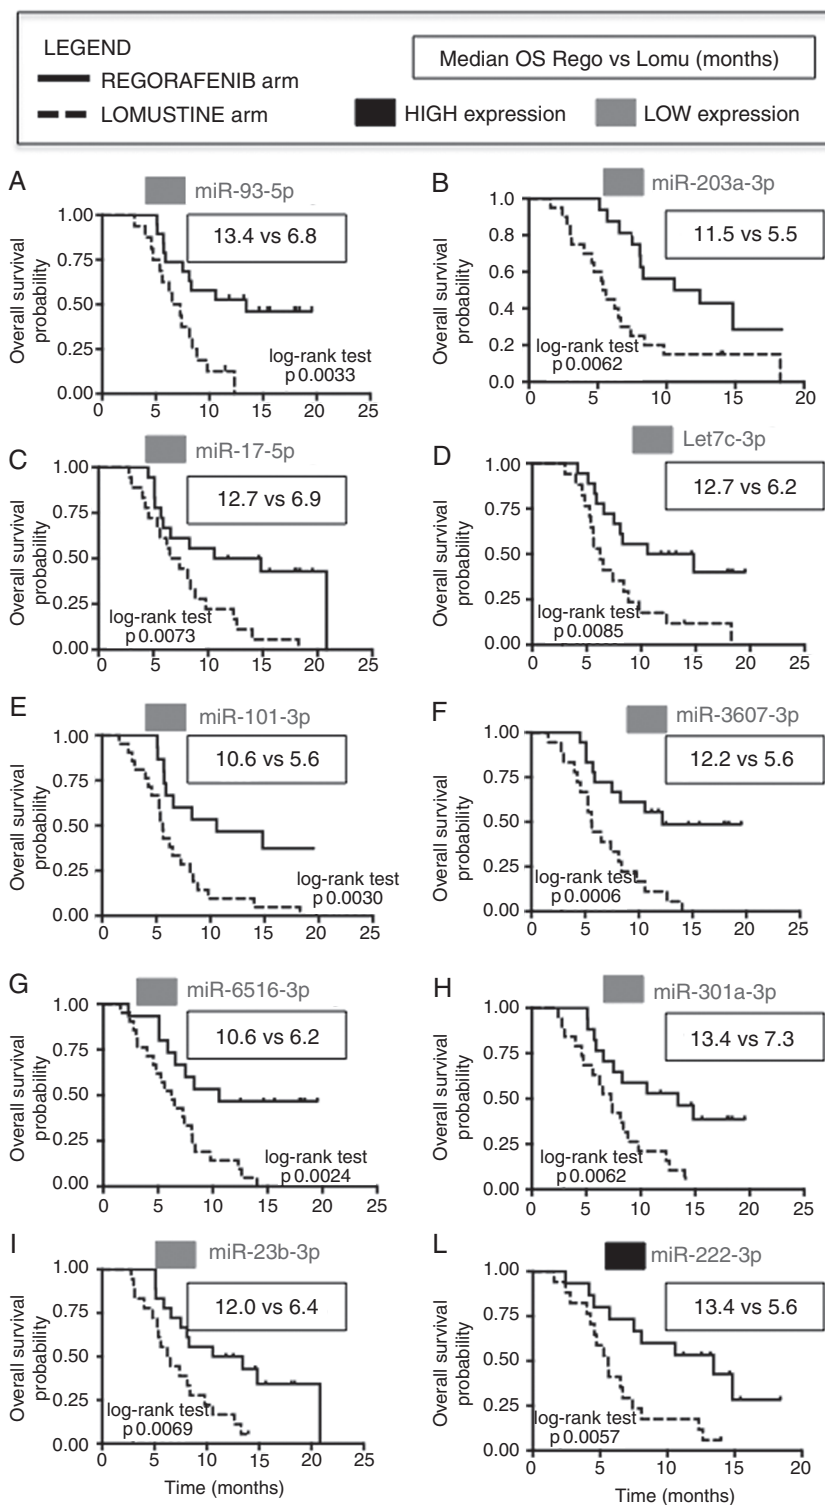 LEGEND
REGORAFENIB arm
LOMUSTINE arm
Median OS Rego vs Lomu (months)
HIGH expression
LOW expression
A
miR-93-5p
13.4 vs 6.8
Overall survival
probability
1.00
0.75
0.50
0.25
0.00
log-rank test
p 0.0033
0 5 10 15 20 25
B
miR-203a-3p
11.5 vs 5.5
Overall survival
probability
1.0
0.8
0.6
0.4
0.2
0.0
log-rank test
p 0.0062
0 5 10 15 20
C
miR-17-5p
12.7 vs 6.9
Overall survival
probability
1.00
0.75
0.50
0.25
0.00
log-rank test
p 0.0073
0 5 10 15 20 25
D
Let7c-3p
12.7 vs 6.2
Overall survival
probability
1.00
0.75
0.50
0.25
0.00
log-rank test
p 0.0085
0 5 10 15 20 25
E
miR-101-3p
10.6 vs 5.6
Overall survival
probability
1.00
0.75
0.50
0.25
0.00
log-rank test
p 0.0030
0 5 10 15 20 25
F
miR-3607-3p
12.2 vs 5.6
Overall survival
probability
1.00
0.75
0.50
0.25
0.00
log-rank test
p 0.0006
0 5 10 15 20 25
G
miR-6516-3p
10.6 vs 6.2
Overall survival
probability
1.00
0.75
0.50
0.25
0.00
log-rank test
p 0.0024
0 5 10 15 20 25
H
miR-301a-3p
13.4 vs 7.3
Overall survival
probability
1.00
0.75
0.50
0.25
0.00
log-rank test
p 0.0062
0 5 10 15 20 25
I
miR-23b-3p
12.0 vs 6.4
Overall survival
probability
1.00
0.75
0.50
0.25
0.00
log-rank test
p 0.0069
0 5 10 15 20 25
Time (months)
L
miR-222-3p
13.4 vs 5.6
Overall survival
probability
1.00
0.75
0.50
0.25
0.00
log-rank test
p 0.0057
0 5 10 15 20
Time (months)